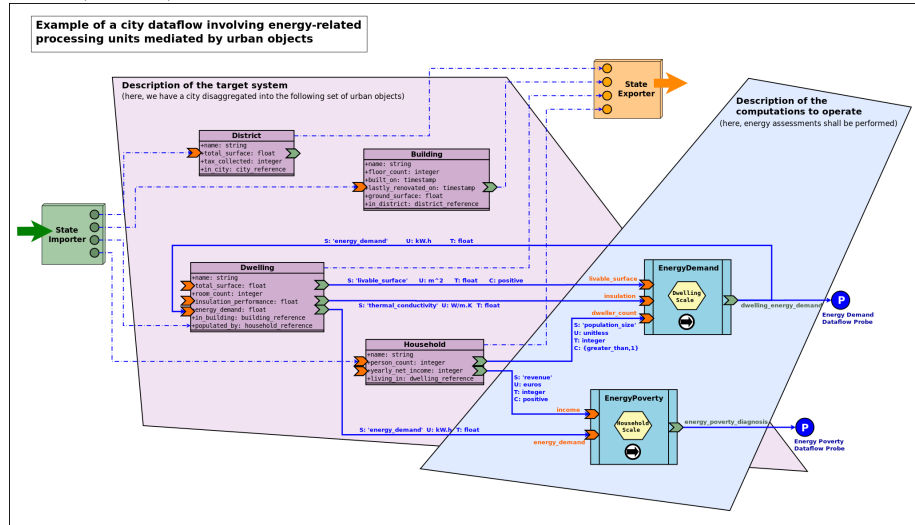 Example of a city dataflow involving energy-related
processing units mediated by urban objects
Description of the target system
(here, we have a city disaggregated into the following set of urban objects)
State
Exporter
Description of the
computations to operate
(here, energy assessments shall be performed)
District
+name: string
+total_surface: float
+tax_collected: integer
+in_city: city_reference
Building
+name: string
+floor_count: integer
+built_on: timestamp
+lastly_renovated_on: timestamp
+ground_surface: float
+in_district: district_reference
State
Importer
S: 'energy_demand' U: kW.h T: float
Dwelling
+name: string
+total_surface: float
+room_count: integer
+insulation_performance: float
+energy_demand: float
+in_building: building_reference
+populated_by: household_reference
S: 'livable_surface' U: m^2 T: float C: positive
S: 'thermal_conductivity' U: W/m.K T: float
livable_surface
insulation
dweller_count
EnergyDemand
Dwelling
Scale
dwelling_energy_demand
P
Energy Demand
Dataflow Probe
S: 'population_size'
U: unitless
T: integer
C: {greater_than,1}
Household
+name: string
+person_count: integer
+yearly_net_income: integer
+living_in: dwelling_reference
S: 'revenue'
U: euros
T: integer
C: positive
income
energy_demand
S: 'energy_demand' U: kW.h T: float
EnergyPoverty
Household
Scale
energy_poverty_diagnosis
P
Energy Poverty
Dataflow Probe